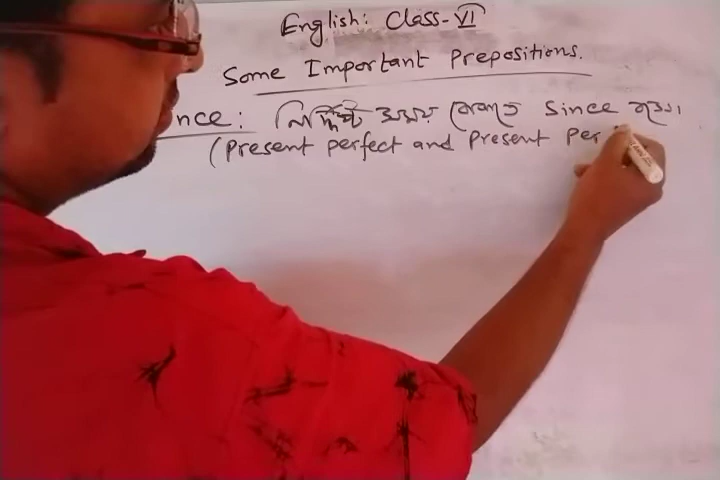 English: Class-VI
Some Important Prepositions.
nce: নির্দিষ্ট সময় বোঝাতে Since হয়।
(Present perfect and Present Per